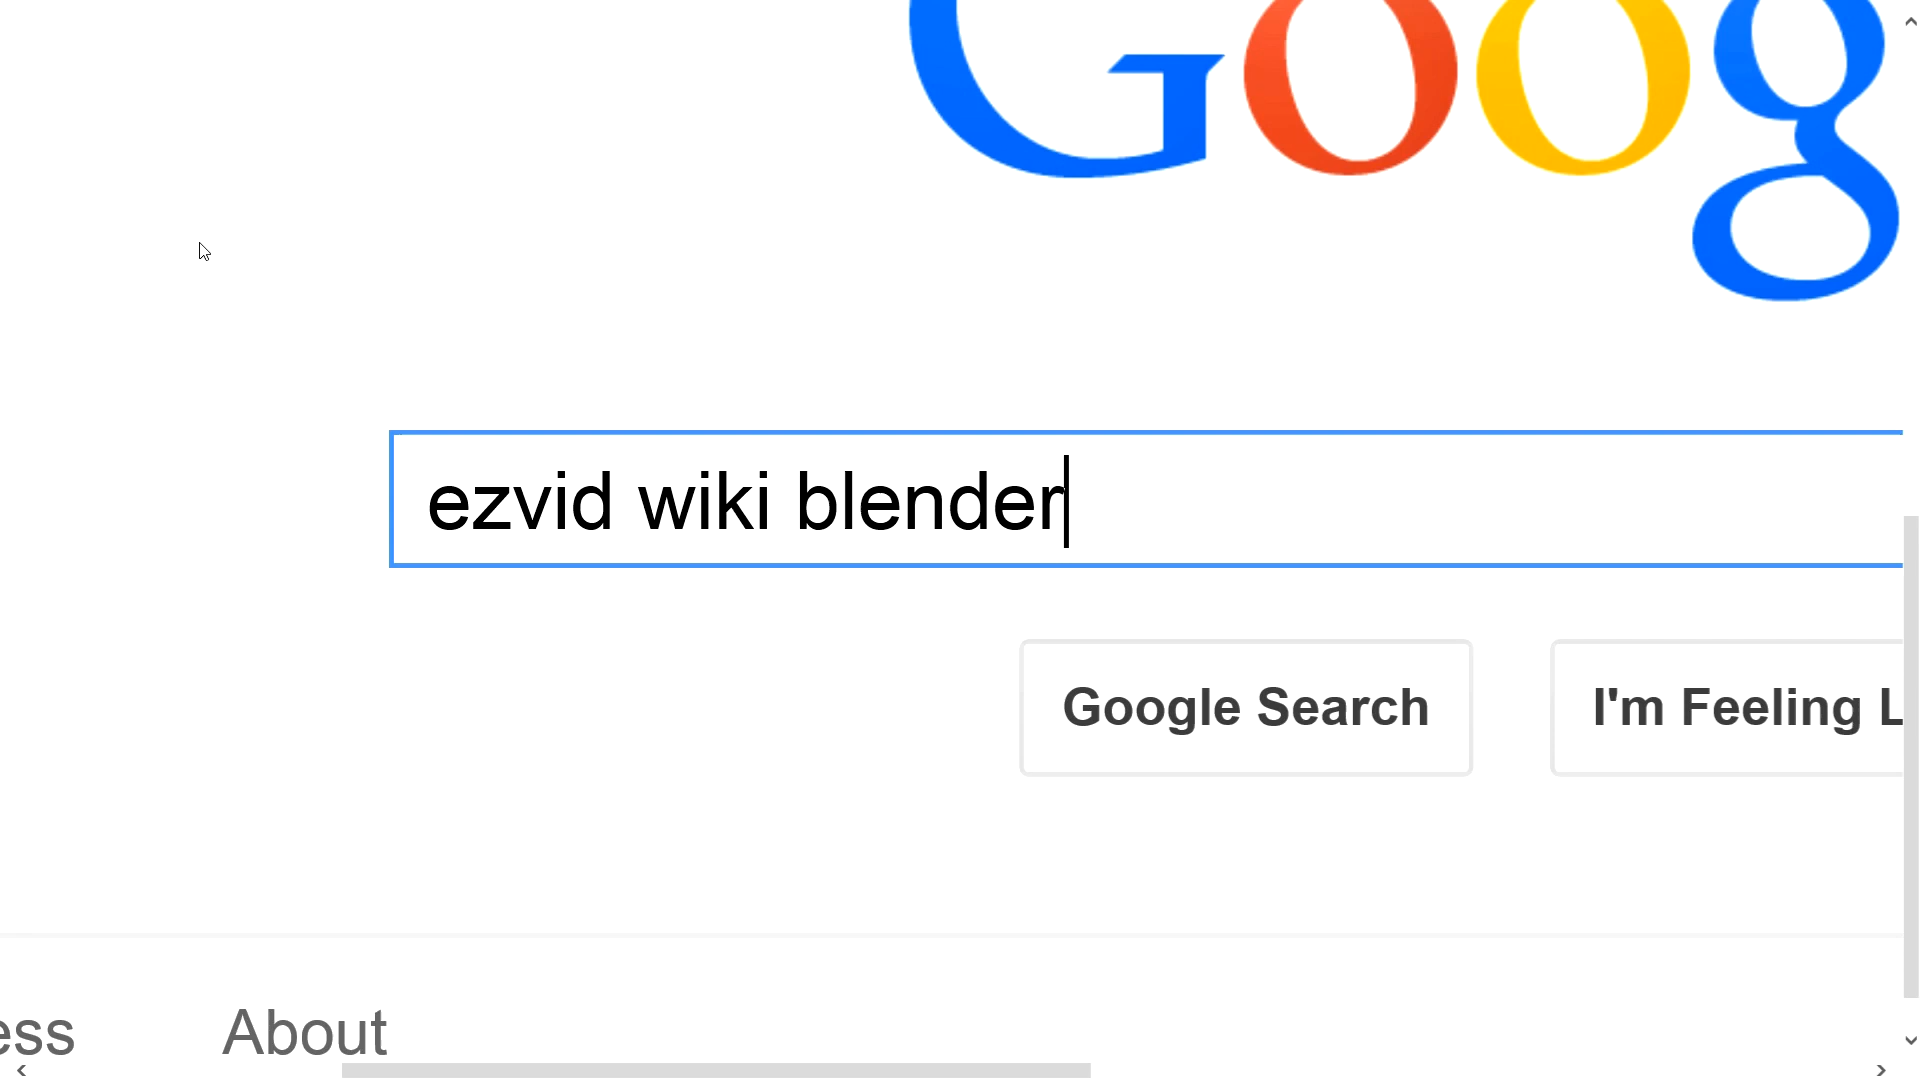 Goog
ezvid wiki blender
Google Search
I'm Feeling L
ess
About